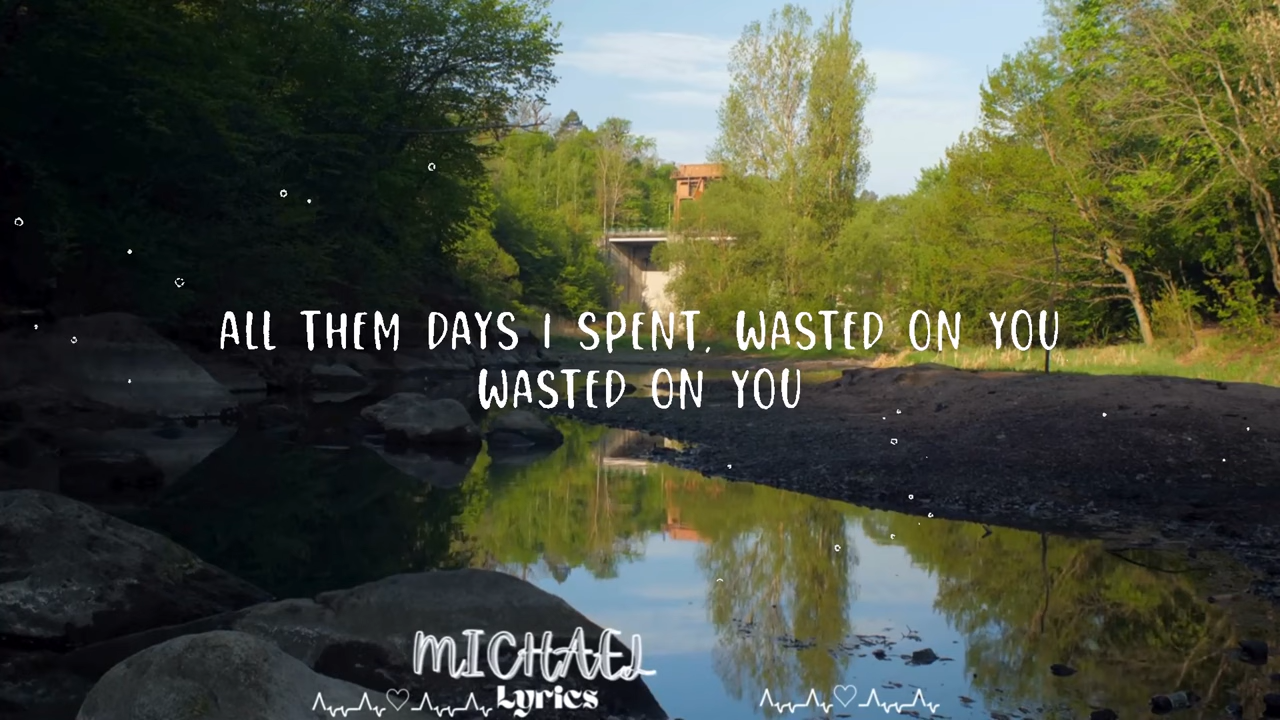 ALL THEM DAYS I SPENT, WASTED ON YOU
WASTED ON YOU
MICHAEL
Lyrics